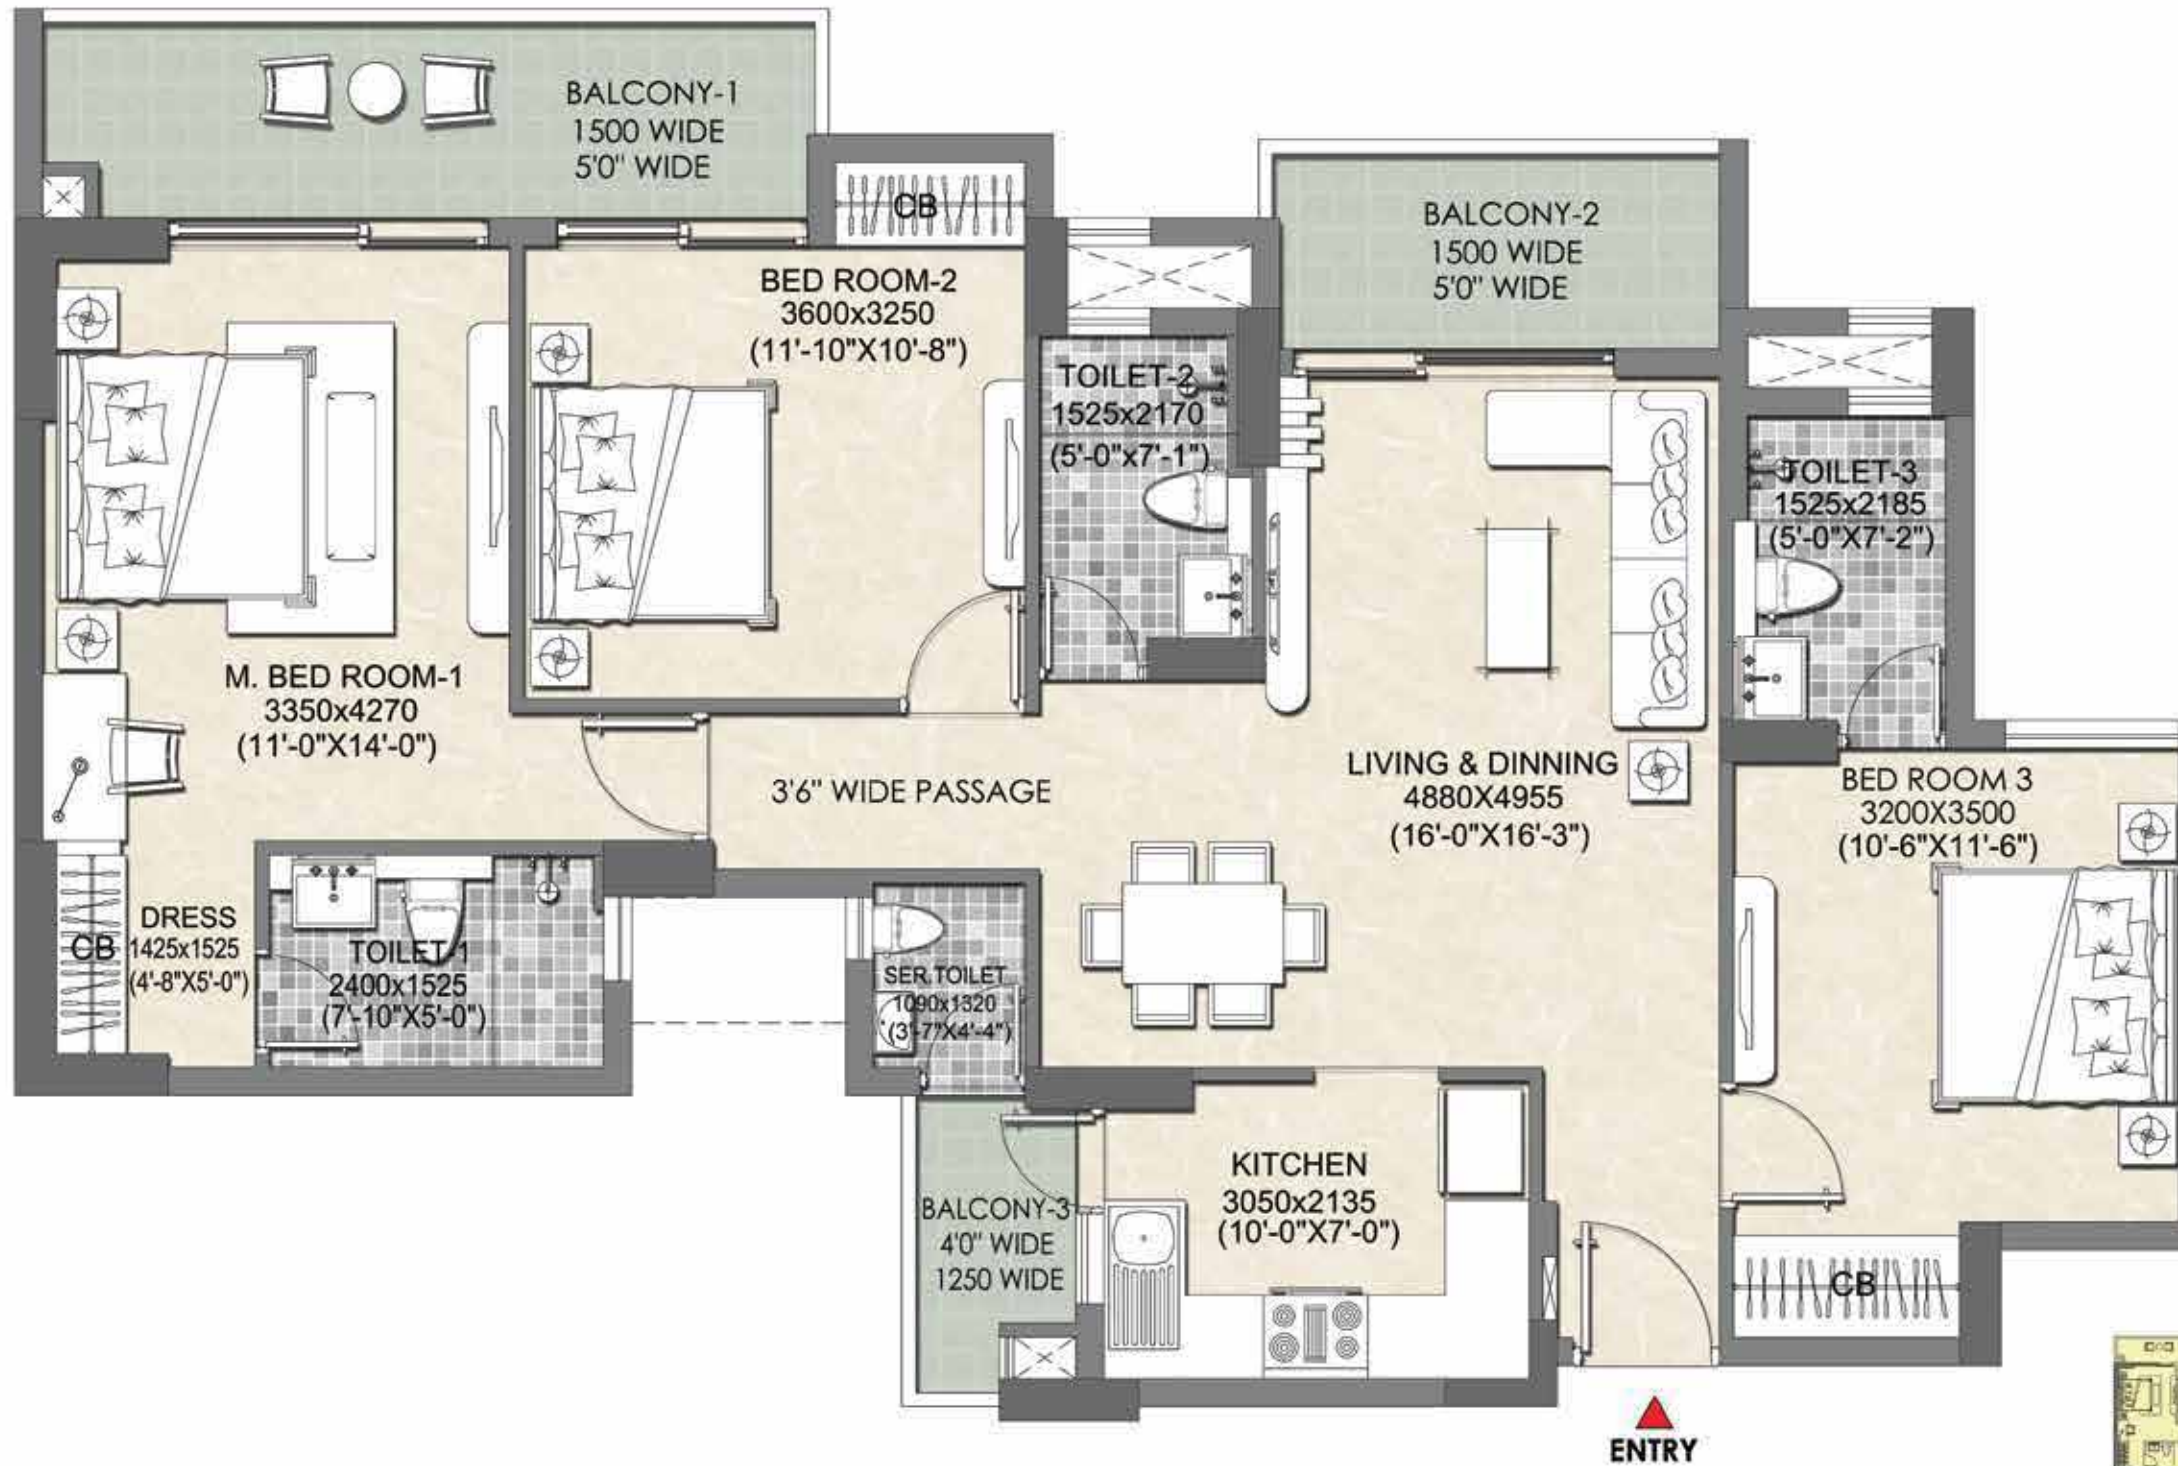 BALCONY-1
1500 WIDE
5'0" WIDE
CB
BALCONY-2
1500 WIDE
5'0" WIDE
BED ROOM-2
3600x3250
(11'-10"X10'-8")
TOILET-2
1525x2170
(5'-0"x7'-1")
TOILET-3
1525x2185
(5'-0"X7'-2")
M. BED ROOM-1
3350x4270
(11'-0"X14'-0")
3'6" WIDE PASSAGE
LIVING & DINNING
4880X4955
(16'-0"X16'-3")
BED ROOM 3
3200X3500
(10'-6"X11'-6")
CB
DRESS
1425x1525
(4'-8"X5'-0")
TOILET-1
2400x1525
(7'-10"X5'-0")
SER.TOILET
1090x1320
(3'-7"X4'-4")
BALCONY-3
4'0" WIDE
1250 WIDE
KITCHEN
3050x2135
(10'-0"X7'-0")
CB
ENTRY